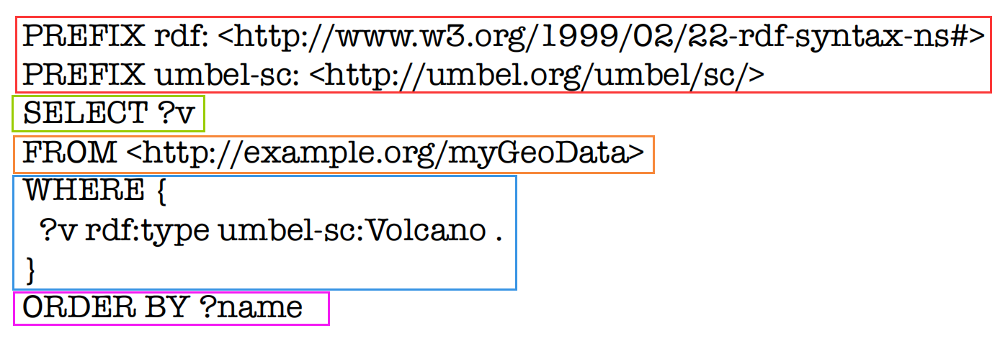 PREFIX rdf: <http://www.w3.org/1999/02/22-rdf-syntax-ns#>
PREFIX umbel-sc: <http://umbel.org/umbel/sc/>
SELECT ?v
FROM <http://example.org/myGeoData>
WHERE {
?v rdf:type umbel-sc:Volcano .
}
ORDER BY ?name